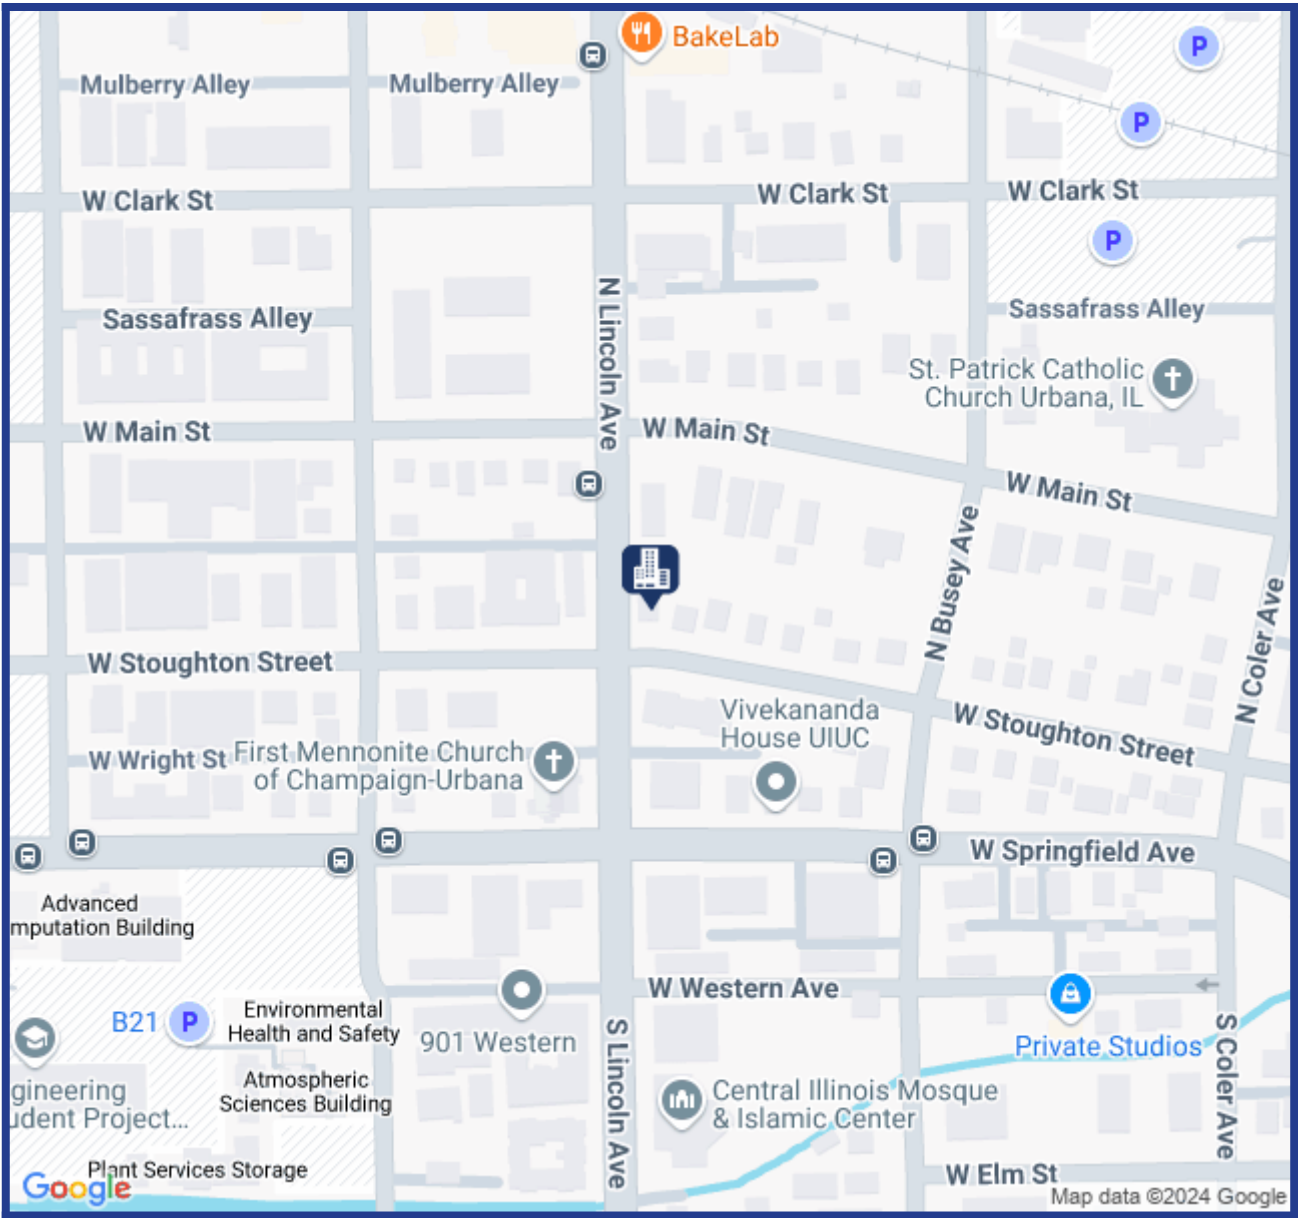 BakeLab
P
Mulberry Alley
Mulberry Alley
P
W Clark St
W Clark St
W Clark St
P
N Lincoln Ave
Sassafrass Alley
Sassafrass Alley
St. Patrick Catholic
Church Urbana, IL
W Main St
W Main St
W Main St
N Busey Ave
N Coler Ave
W Stoughton Street
Vivekananda
House UIUC
W Stoughton Street
W Wright St
First Mennonite Church
of Champaign-Urbana
W Springfield Ave
Advanced
mputation Building
W Western Ave
B21
P
Environmental
Health and Safety
901 Western
S Lincoln Ave
Private Studios
S Coler Ave
gineering
udent Project...
Atmospheric
Sciences Building
Central Illinois Mosque
& Islamic Center
Plant Services Storage
W Elm St
Google
Map data ©2024 Google